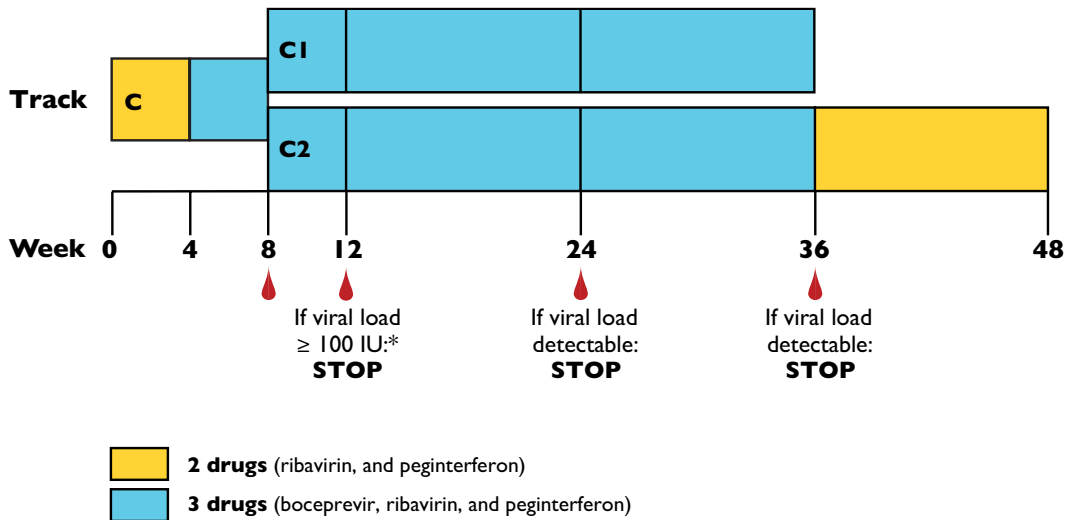 C1
Track C
C2
Week 0 4 8 12 24 36 48
If viral load
≥ 100 IU:*
STOP
If viral load
detectable:
STOP
If viral load
detectable:
STOP
2 drugs (ribavirin, and peginterferon)
3 drugs (boceprevir, ribavirin, and peginterferon)